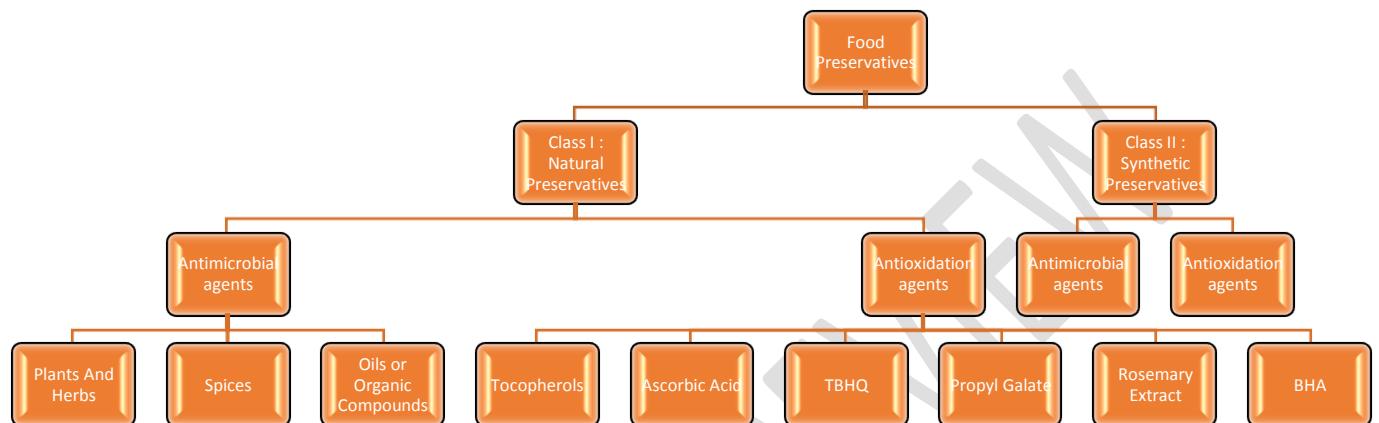 Food
Preservatives
Class I :
Natural
Preservatives
Class II :
Synthetic
Preservatives
Antimicrobial
agents
Antioxidation
agents
Antimicrobial
agents
Antioxidation
agents
Plants And
Herbs
Spices
Oils or
Organic
Compounds
Tocopherols
Ascorbic Acid
TBHQ
Propyl Galate
Rosemary
Extract
BHA